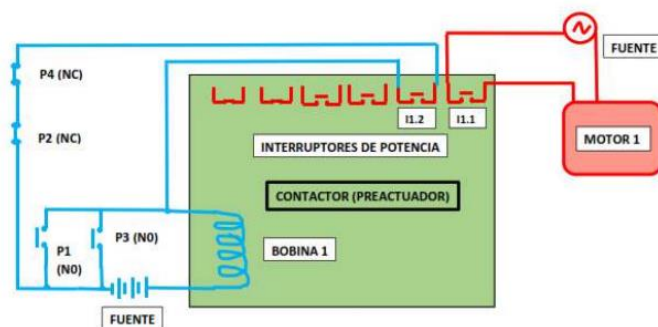 FUENTE
P4 (NC)
I1.2
I1.1
P2 (NC)
INTERRUPTORES DE POTENCIA
MOTOR 1
CONTACTOR (PREACTUADOR)
P3 (N0)
P1
(N0)
BOBINA 1
FUENTE